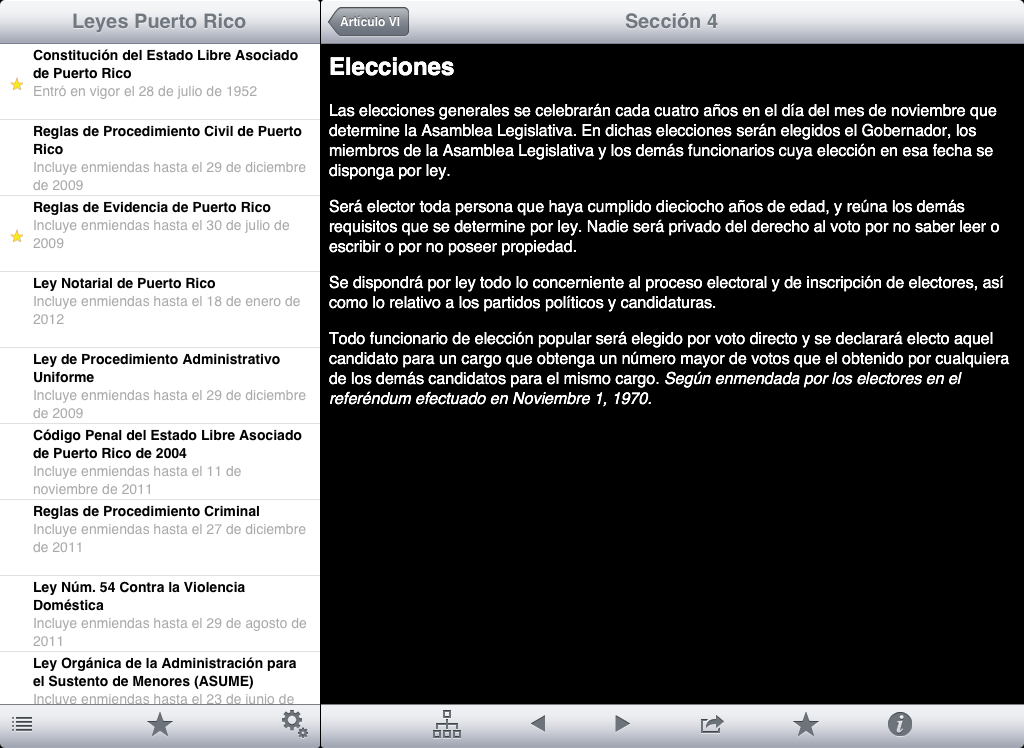 Leyes Puerto Rico
Constitución del Estado Libre Asociado
de Puerto Rico
Entró en vigor el 28 de julio de 1952
Reglas de Procedimiento Civil de Puerto
Rico
Incluye enmiendas hasta el 29 de diciembre
de 2009
Reglas de Evidencia de Puerto Rico
Incluye enmiendas hasta el 30 de julio de
2009
Ley Notarial de Puerto Rico
Incluye enmiendas hasta el 18 de enero de
2012
Ley de Procedimiento Administrativo
Uniforme
Incluye enmiendas hasta el 29 de diciembre
de 2009
Código Penal del Estado Libre Asociado
de Puerto Rico de 2004
Incluye enmiendas hasta el 11 de
noviembre de 2011
Reglas de Procedimiento Criminal
Incluye enmiendas hasta el 27 de diciembre
de 2011
Ley Núm. 54 Contra la Violencia
Doméstica
Incluye enmiendas hasta el 29 de agosto de
2011
Ley Orgánica de la Administración para
el Sustento de Menores (ASUME)
Incluye enmiendas hasta el 23 de junio de
Artículo VI
Sección 4
Elecciones
Las elecciones generales se celebrarán cada cuatro años en el día del mes de noviembre que
determine la Asamblea Legislativa. En dichas elecciones serán elegidos el Gobernador, los
miembros de la Asamblea Legislativa y los demás funcionarios cuya elección en esa fecha se
disponga por ley.
Será elector toda persona que haya cumplido dieciocho años de edad, y reúna los demás
requisitos que se determine por ley. Nadie será privado del derecho al voto por no saber leer o
escribir o por no poseer propiedad.
Se dispondrá por ley todo lo concerniente al proceso electoral y de inscripción de electores, así
como lo relativo a los partidos políticos y candidaturas.
Todo funcionario de elección popular será elegido por voto directo y se declarará electo aquel
candidato para un cargo que obtenga un número mayor de votos que el obtenido por cualquiera
de los demás candidatos para el mismo cargo. Según enmendada por los electores en el
referéndum efectuado en Noviembre 1, 1970.